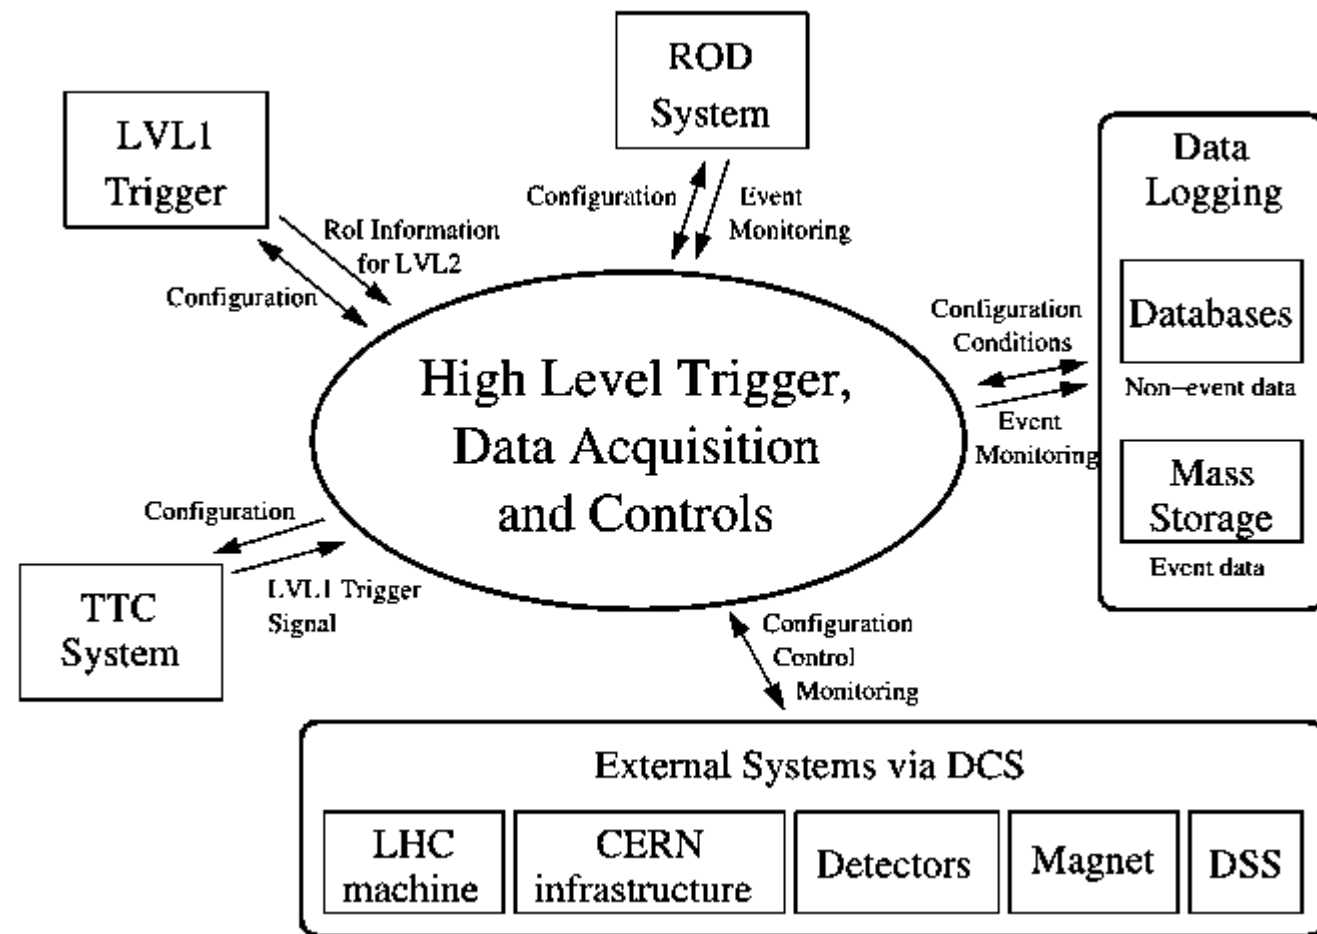 ROD
System
LVL1
Trigger
Configuration
Event
Monitoring
RoI Information
for LVL2
Configuration
Data
Logging
Databases
Non-event data
Mass
Storage
Event data
Configuration
Conditions
Event
Monitoring
High Level Trigger,
Data Acquisition
and Controls
Configuration
LVL1 Trigger
Signal
TTC
System
Configuration
Control
Monitoring
External Systems via DCS
LHC
machine
CERN
infrastructure
Detectors
Magnet
DSS